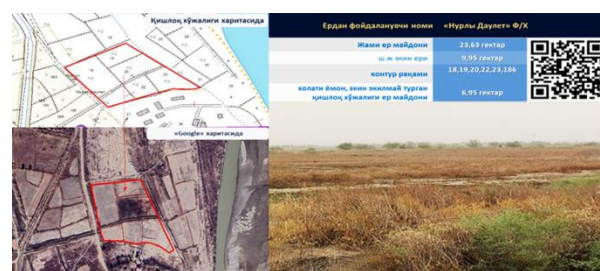 Қишлоқ хўжалиги харитасида
«Google» харитасида
Ердан фойдаланувчи номи «Нурлы Даулет» Ф/Х
Жами ер майдони 23,63 гектар
ш.ж экин ери 9,95 гектар
контур рақами 18,19,20,22,23,186
холати ёмон, экин экилмай турган қишлоқ хўжалиги ер майдони 6,95 гектар